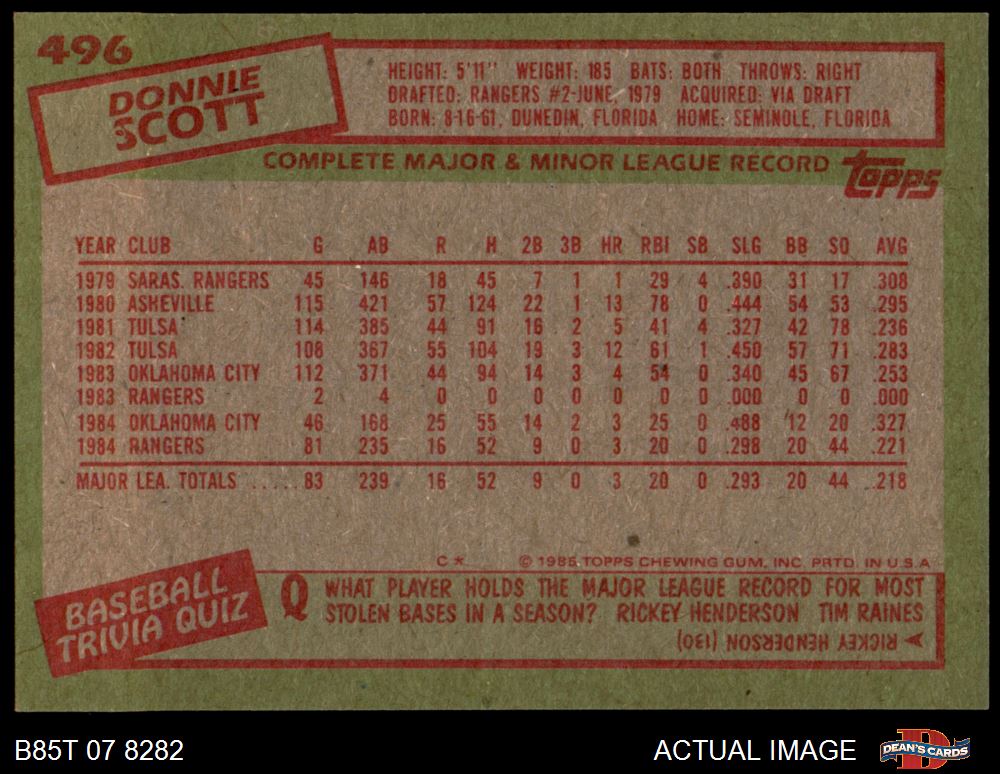 496
DONNIE
SCOTT
HEIGHT: 5'11" WEIGHT: 185 BATS: BOTH THROWS: RIGHT
DRAFTED: RANGERS #2-JUNE, 1979 ACQUIRED: VIA DRAFT
BORN: 8-16-61, DUNEDIN, FLORIDA HOME: SEMINOLE, FLORIDA
COMPLETE MAJOR & MINOR LEAGUE RECORD
Topps
YEAR CLUB G AB R H 2B 3B HR RBI SB SLG BB SO AVG
1979 SARAS. RANGERS 45 146 18 45 7 1 1 29 4 .390 31 17 .308
1980 ASHEVILLE 115 421 57 124 22 1 13 78 0 .444 54 53 .295
1981 TULSA 114 385 44 91 16 2 5 41 4 .327 42 78 .236
1982 TULSA 108 367 55 104 19 3 12 61 1 .450 57 71 .283
1983 OKLAHOMA CITY 112 371 44 94 14 3 4 54 0 .340 45 67 .253
1983 RANGERS 2 4 0 0 0 0 0 0 0 .000 0 0 .000
1984 OKLAHOMA CITY 46 168 25 55 14 2 3 25 0 .488 12 20 .327
1984 RANGERS 81 235 16 52 9 0 3 20 0 .298 20 44 .221
MAJOR LEA. TOTALS ..... 83 239 16 52 9 0 3 20 0 .293 20 44 .218
C * © 1985 TOPPS CHEWING GUM, INC. PRTD. IN U.S.A.
BASEBALL
TRIVIA QUIZ
Q WHAT PLAYER HOLDS THE MAJOR LEAGUE RECORD FOR MOST
STOLEN BASES IN A SEASON? RICKEY HENDERSON TIM RAINES
RICKEY HENDERSON (130)
B85T 07 8282
ACTUAL IMAGE
DEAN'S CARDS